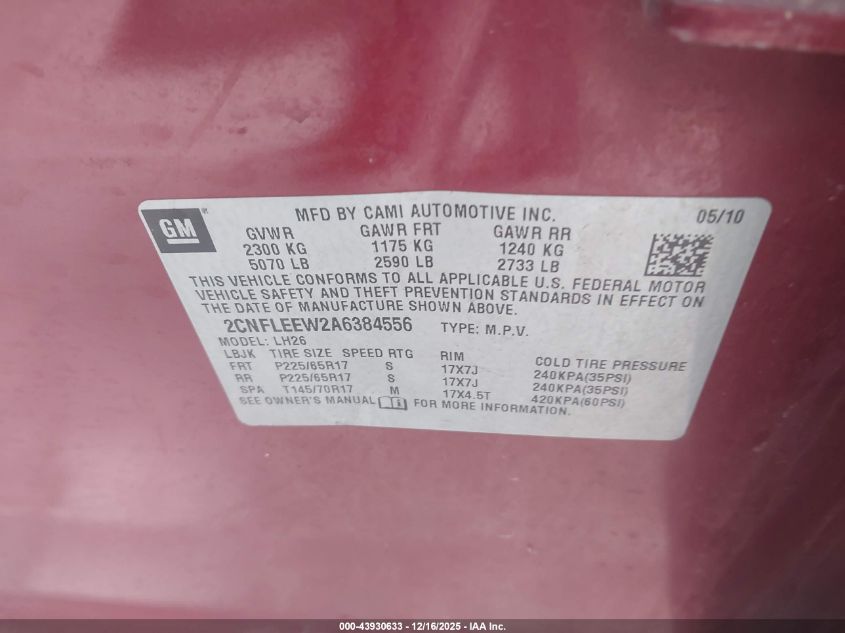 GM
MFD BY CAMI AUTOMOTIVE INC. 05/10
GVWR GAWR FRT GAWR RR
2300 KG 1175 KG 1240 KG
5070 LB 2590 LB 2733 LB
THIS VEHICLE CONFORMS TO ALL APPLICABLE U.S. FEDERAL MOTOR
VEHICLE SAFETY AND THEFT PREVENTION STANDARDS IN EFFECT ON
THE DATE OF MANUFACTURE SHOWN ABOVE.
2CNFLEEW2A6384556 TYPE: M.P.V.
MODEL: LH26
LBJK TIRE SIZE SPEED RTG RIM COLD TIRE PRESSURE
FRT P225/65R17 S 17X7J 240KPA(35PSI)
RR P225/65R17 S 17X7J 240KPA(35PSI)
SPA T145/70R17 M 17X4.5T 420KPA(60PSI)
SEE OWNER'S MANUAL FOR MORE INFORMATION.
000-43930633 - 12/16/2025 - IAA Inc.